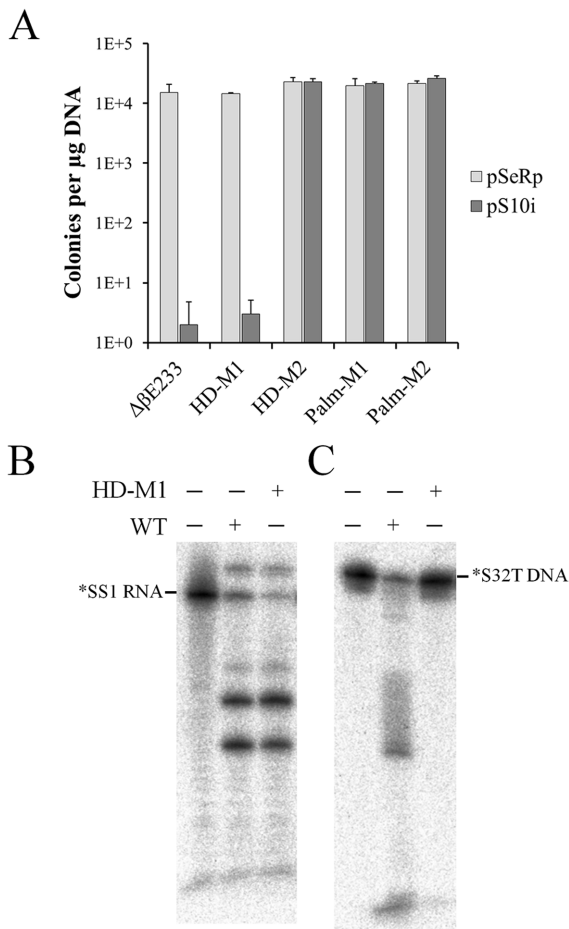 A
1E+5
1E+4
1E+3
1E+2
1E+1
1E+0
Colonies per µg DNA
ΔβE233
HD-M1
HD-M2
Palm-M1
Palm-M2
pSeRp
pS10i
B
C
HD-M1 — — + — — +
WT — + — — + —
*SS1 RNA
*S32T DNA